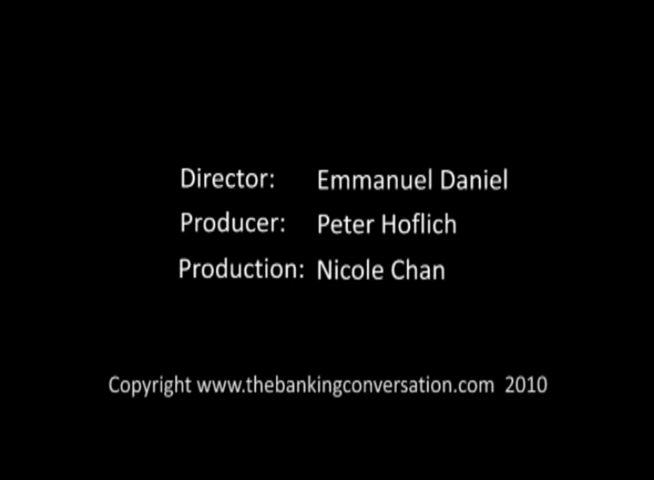 Director: Emmanuel Daniel
Producer: Peter Hoflich
Production: Nicole Chan
Copyright www.thebankingconversation.com 2010